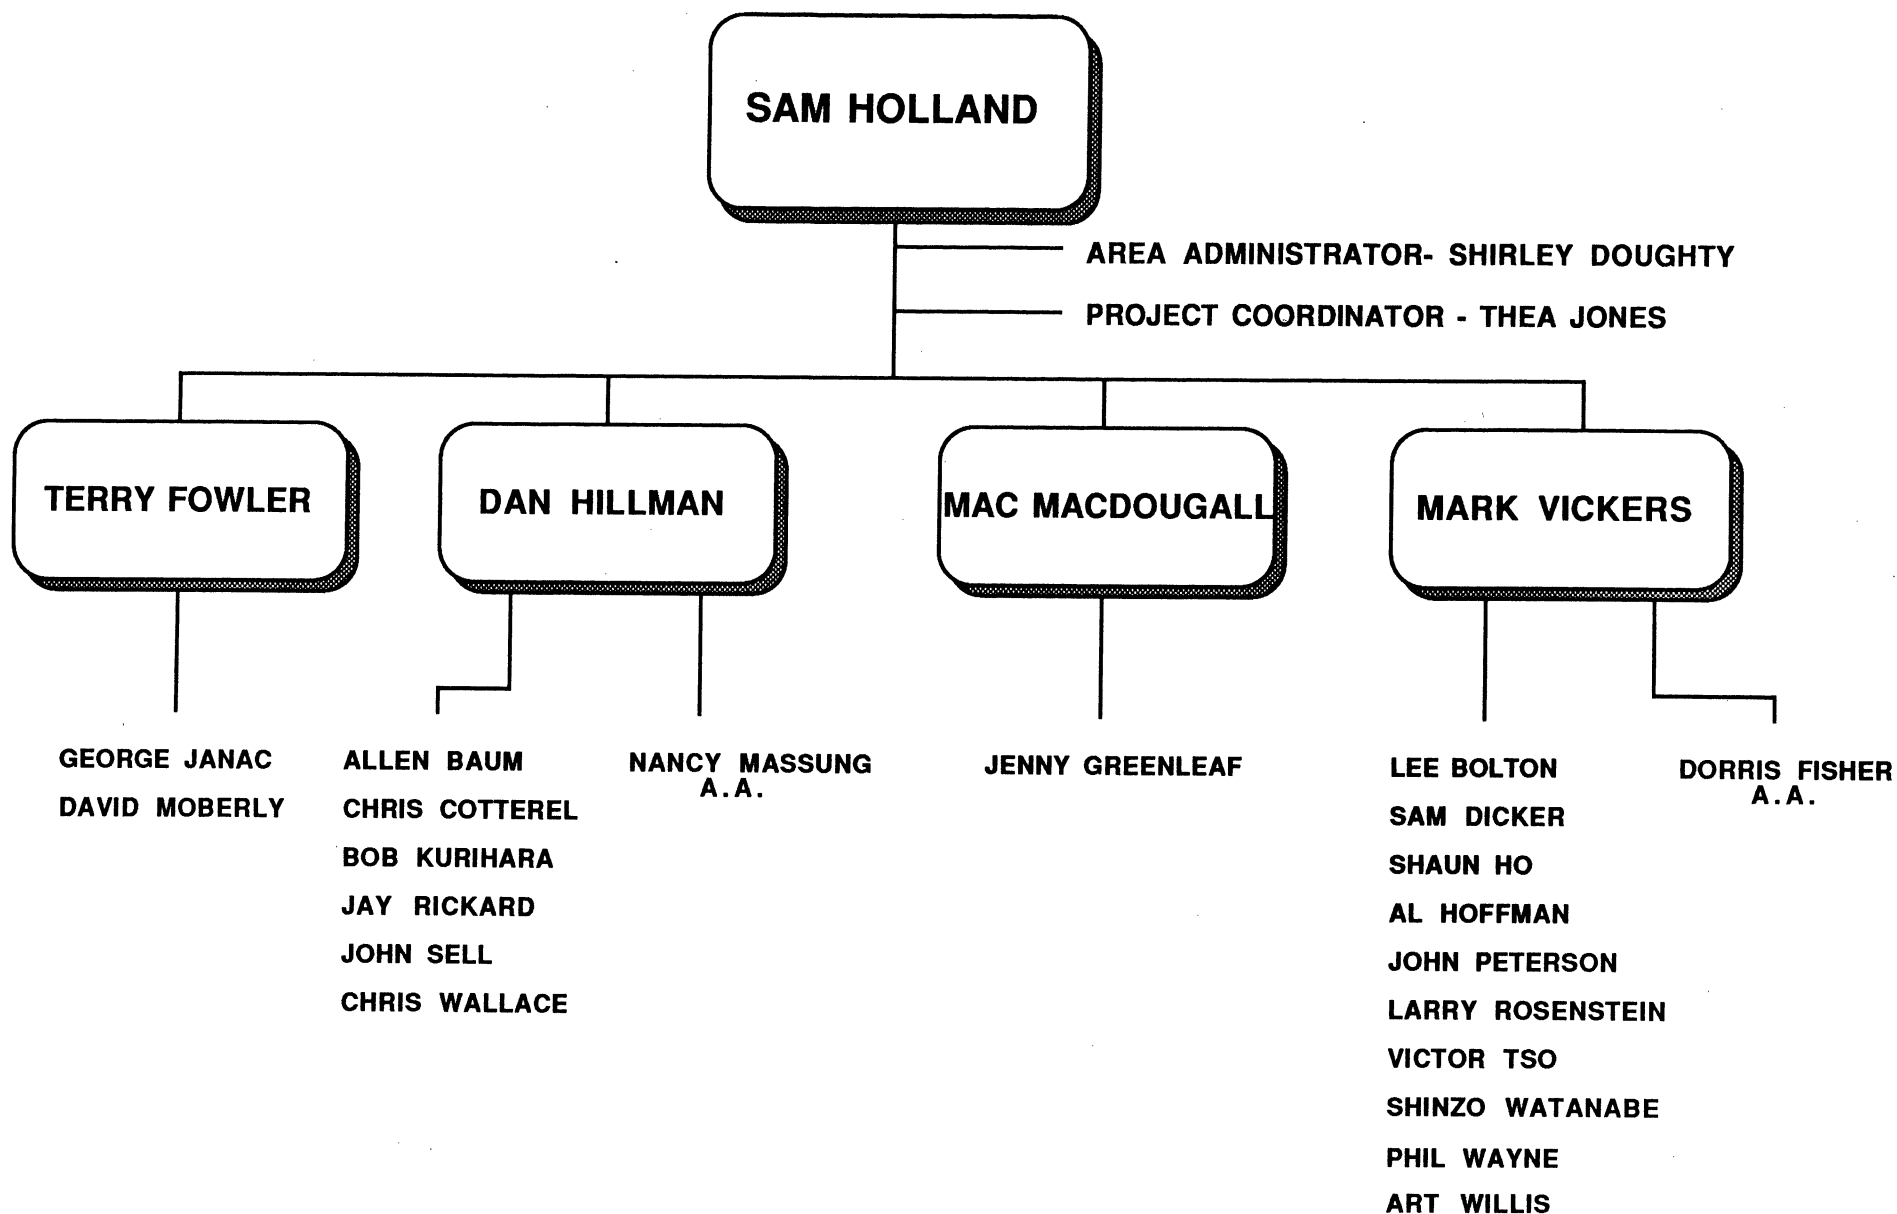 SAM HOLLAND
AREA ADMINISTRATOR- SHIRLEY DOUGHTY
PROJECT COORDINATOR - THEA JONES
TERRY FOWLER
DAN HILLMAN
MAC MACDOUGALL
MARK VICKERS
GEORGE JANAC
DAVID MOBERLY
ALLEN BAUM
CHRIS COTTEREL
BOB KURIHARA
JAY RICKARD
JOHN SELL
CHRIS WALLACE
NANCY MASSUNG
A.A.
JENNY GREENLEAF
LEE BOLTON
SAM DICKER
SHAUN HO
AL HOFFMAN
JOHN PETERSON
LARRY ROSENSTEIN
VICTOR TSO
SHINZO WATANABE
PHIL WAYNE
ART WILLIS
DORRIS FISHER
A.A.